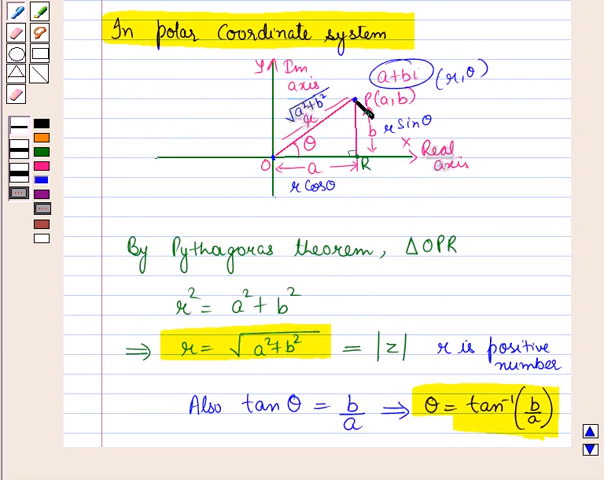 In polar coordinate system
Y Im axis
a+bi (r,θ)
P(a,b)
√a²+b²
r
b r sinθ
θ
X Real axis
O a R
r cosθ
By Pythagoras theorem, ΔOPR
r² = a²+b²
⇒ r = √a²+b² = |z| r is positive number
Also tan θ = b/a ⇒ θ = tan⁻¹(b/a)